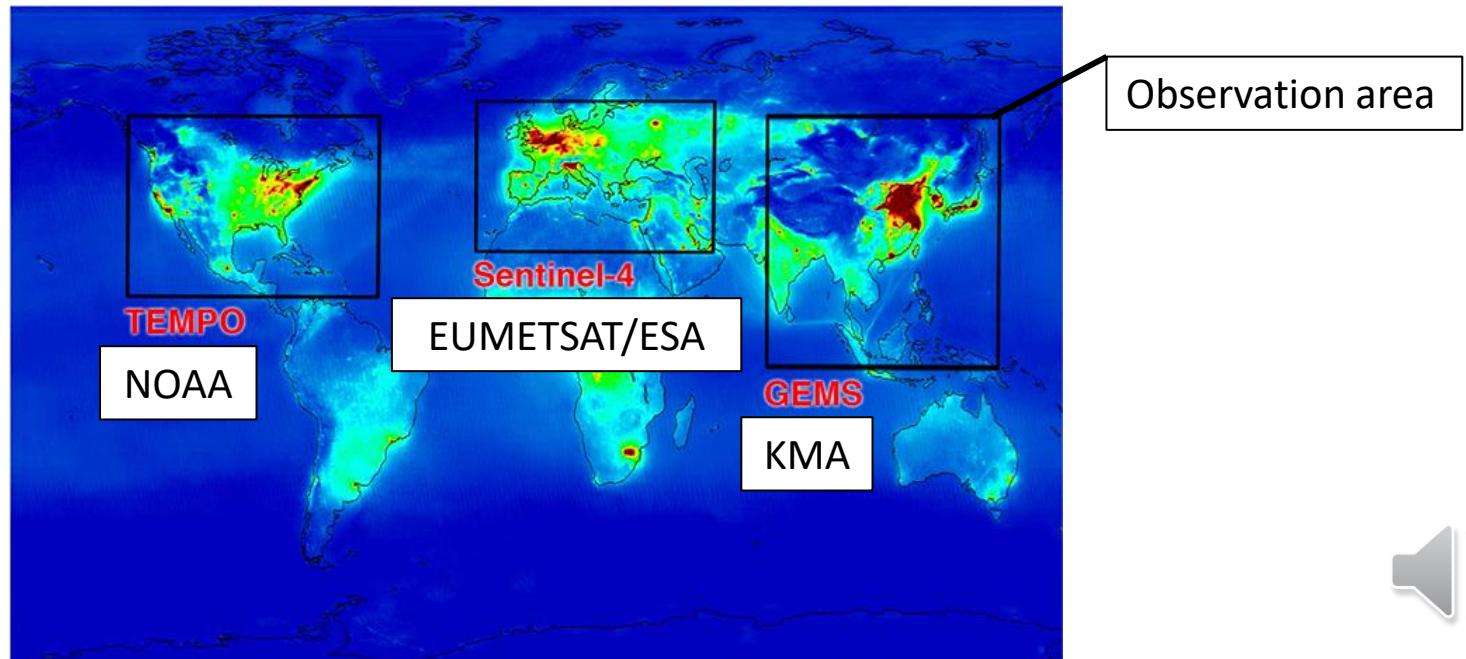 Observation area
Sentinel-4
TEMPO
EUMETSAT/ESA
NOAA
GEMS
KMA